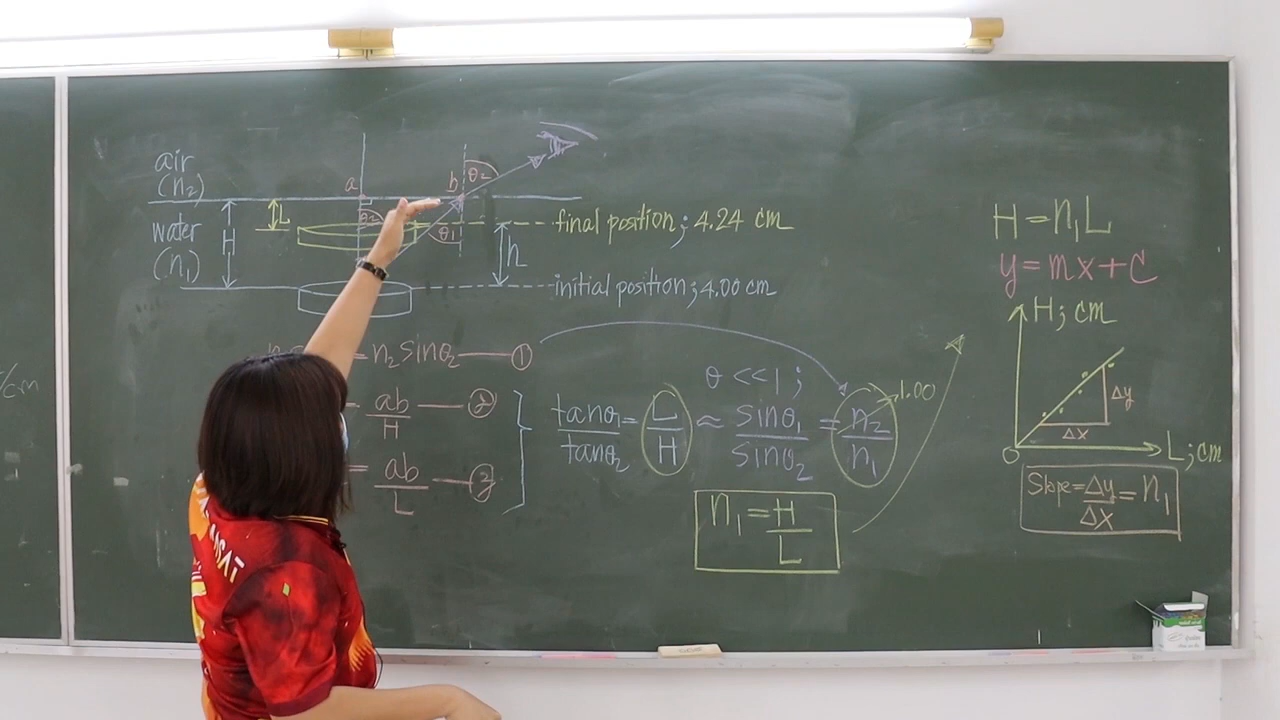 air
(n₂)
water
(n₁)
a
b
θ₂
θ₂
θ₁
L
H
h
final position; 4.24 cm
initial position; 4.00 cm
= n₂ sinθ₂ — ①
= ab/H — ②
= ab/L — ③
θ << 1;
tanθ₁/tanθ₂ = L/H ≈ sinθ₁/sinθ₂ = n₂/n₁
1.00
n₁ = H/L
H = n₁L
y = mx + c
H; cm
Δy
Δx
O
L; cm
Slope = Δy/Δx = n₁
/cm